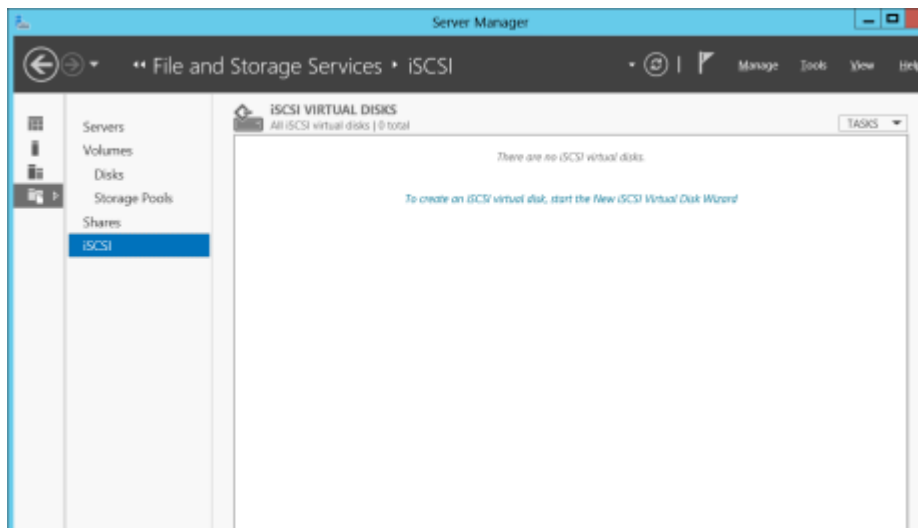 Server Manager
File and Storage Services • iSCSI
Manage Tools View Help
Servers
Volumes
Disks
Storage Pools
Shares
iSCSI
iSCSI VIRTUAL DISKS
All iSCSI virtual disks | 0 total
TASKS
There are no iSCSI virtual disks.
To create an iSCSI virtual disk, start the New iSCSI Virtual Disk Wizard